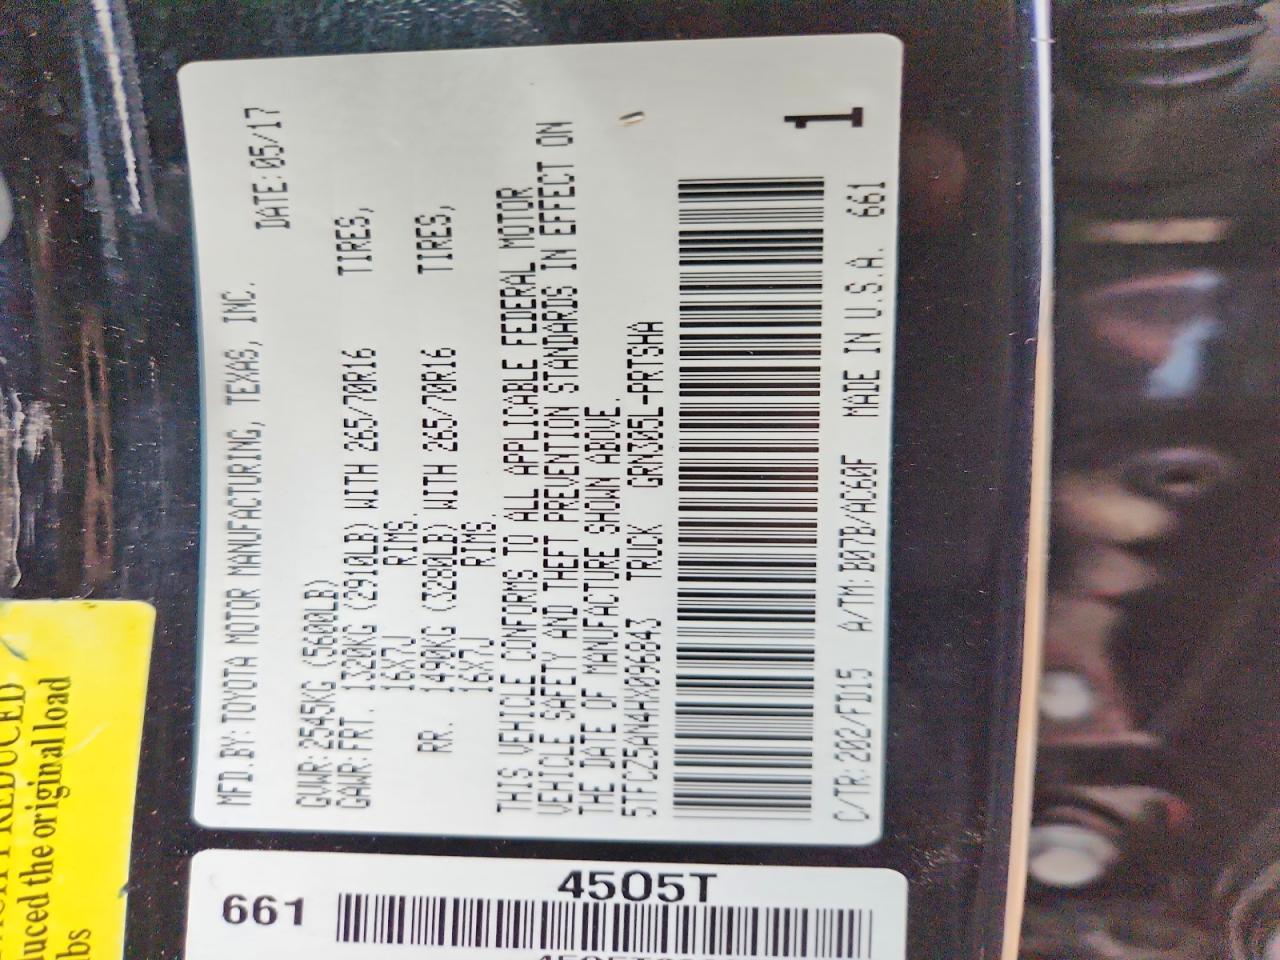 MFD.BY:TOYOTA MOTOR MANUFACTURING, TEXAS, INC.
DATE:05/17
GVWR:2545KG (5600LB)
GAWR:FRT. 1320KG (2910LB) WITH 265/70R16 TIRES,
16X7J RIMS.
RR. 1490KG (3280LB) WITH 265/70R16 TIRES,
16X7J RIMS.
THIS VEHICLE CONFORMS TO ALL APPLICABLE FEDERAL MOTOR
VEHICLE SAFETY AND THEFT PREVENTION STANDARDS IN EFFECT ON
THE DATE OF MANUFACTURE SHOWN ABOVE.
5TFCZ5AN4HX096843 TRUCK GRN305L-PRTSHA
1
C/TR:202/FD15 A/TM:B07B/AC60F MADE IN U.S.A. 661
661 4505T
REDUCED
uced the original load
lbs